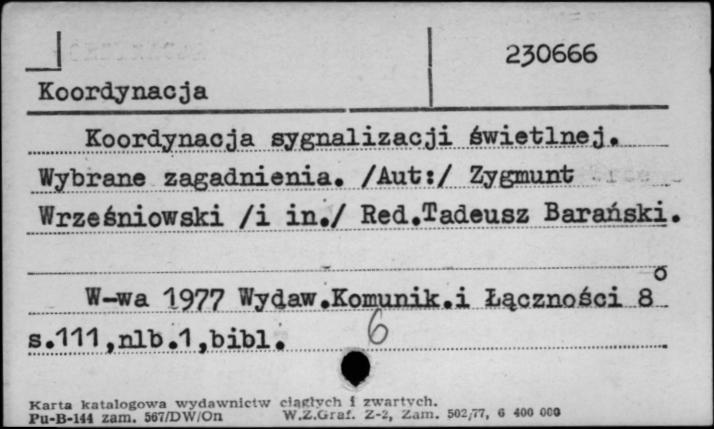 230666
Koordynacja
Koordynacja sygnalizacji świetlnej.
Wybrane zagadnienia. /Aut:/ Zygmunt
Wrześniowski /i in./ Red.Tadeusz Barański.
W-wa 1977 Wydaw.Komunik.i Łączności 8°
s.111,nlb.1,bibl. 6
Karta katalogowa wydawnictw ciągłych i zwartych.
Pu-B-144 zam. 567/DW/On W.Z.Graf. Z-2, Zam. 502/77, 6 400 000